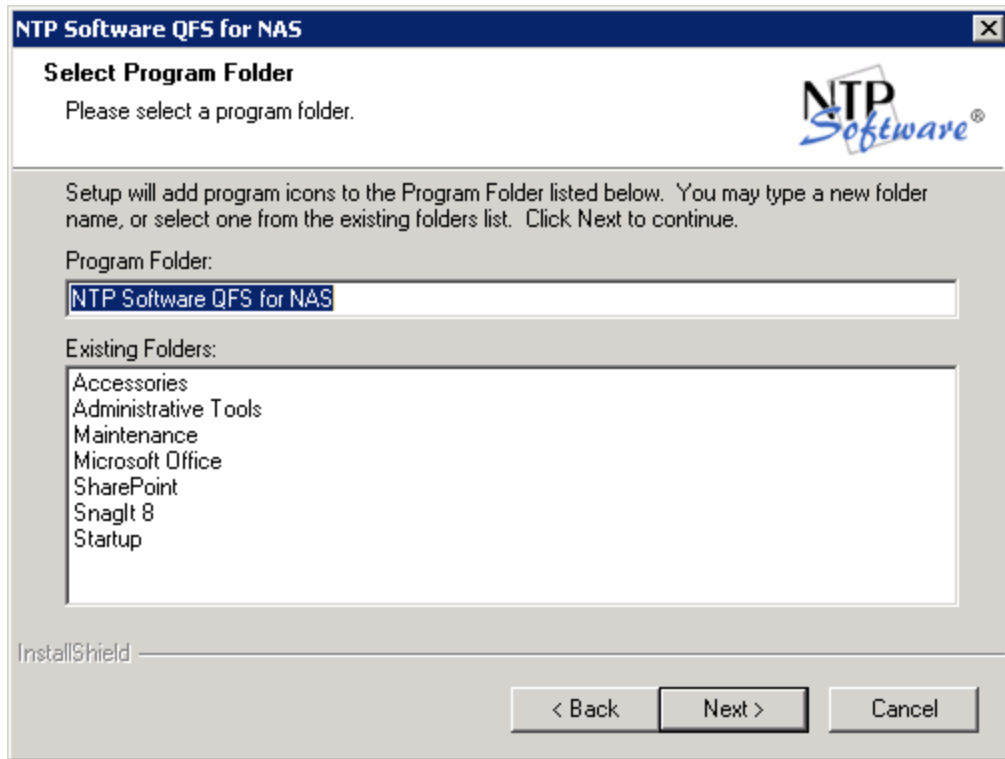 NTP Software QFS for NAS
Select Program Folder
Please select a program folder.
NTP
Software®
Setup will add program icons to the Program Folder listed below.  You may type a new folder
name, or select one from the existing folders list.  Click Next to continue.
Program Folder:
NTP Software QFS for NAS
Existing Folders:
Accessories
Administrative Tools
Maintenance
Microsoft Office
SharePoint
SnagIt 8
Startup
InstallShield
< Back
Next >
Cancel